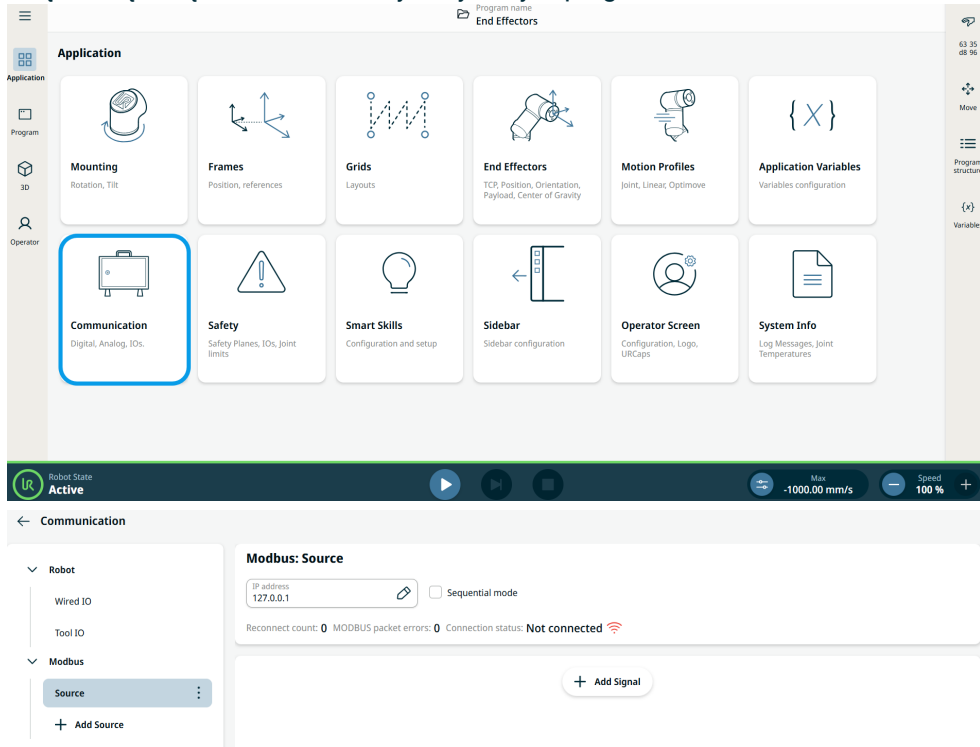 Program name
End Effectors
63 35
d8 96
Application
Application
Move
Program
Program
structure
3D
{x}
Variable
Operator
Mounting
Rotation, Tilt
Frames
Position, references
Grids
Layouts
End Effectors
TCP, Position, Orientation,
Payload, Center of Gravity
Motion Profiles
Joint, Linear, Optimove
{X}
Application Variables
Variables configuration
Communication
Digital, Analog, IOs.
Safety
Safety Planes, IOs, Joint
limits
Smart Skills
Configuration and setup
Sidebar
Sidebar configuration
Operator Screen
Configuration, Logo,
URCaps
System Info
Log Messages, Joint
Temperatures
UR
Robot State
Active
Max
-1000.00 mm/s
Speed
100 %
Communication
Robot
Wired IO
Tool IO
Modbus
Source
Add Source
Modbus: Source
IP address
127.0.0.1
Sequential mode
Reconnect count: 0 MODBUS packet errors: 0 Connection status: Not connected
Add Signal